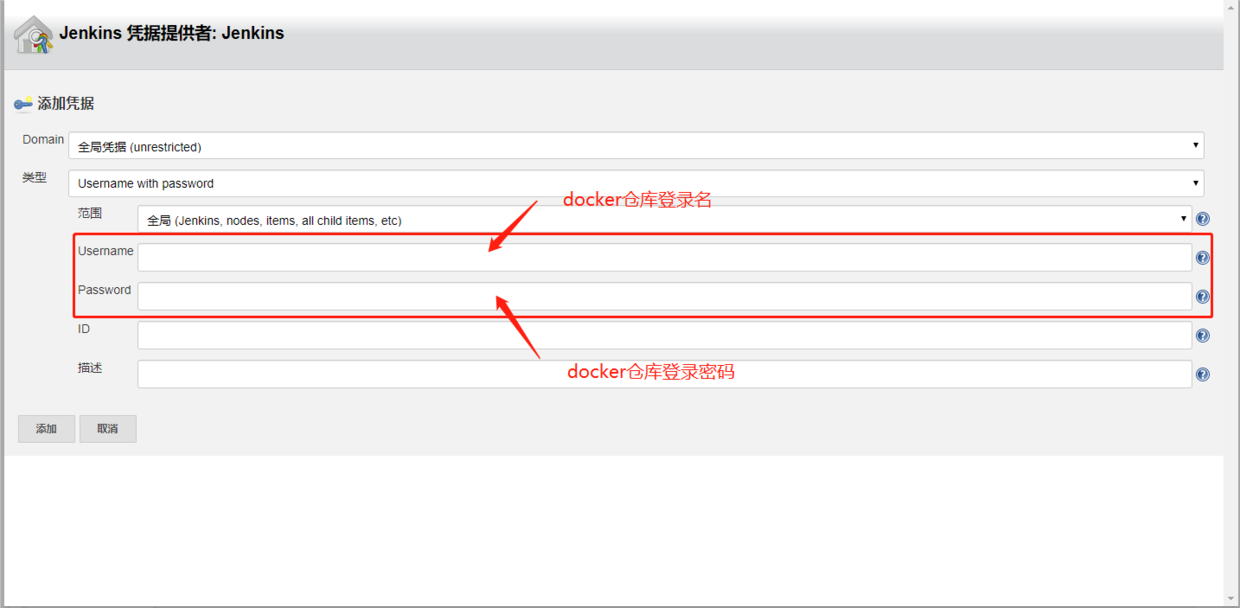 Jenkins 凭据提供者: Jenkins
添加凭据
Domain 全局凭据 (unrestricted)
类型 Username with password
docker仓库登录名
范围 全局 (Jenkins, nodes, items, all child items, etc)
Username
Password
ID
docker仓库登录密码
描述
添加 取消